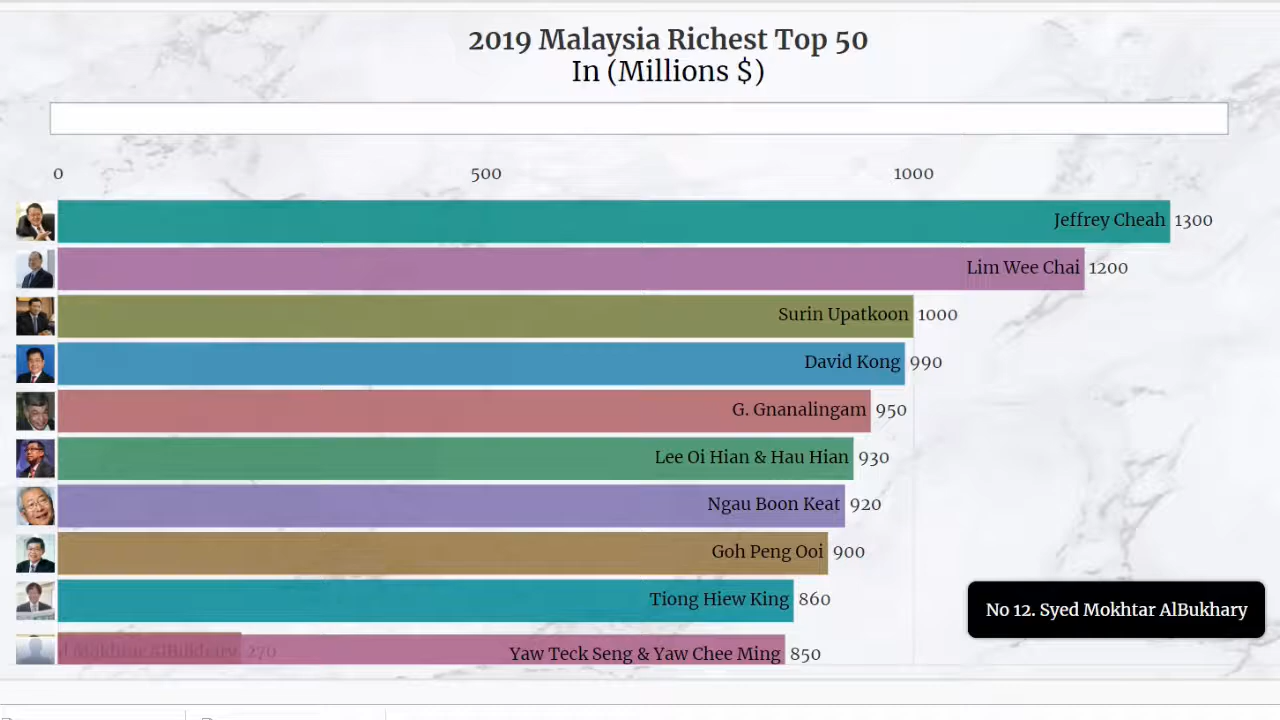 2019 Malaysia Richest Top 50
In (Millions $)
0 500 1000
Jeffrey Cheah 1300
Lim Wee Chai 1200
Surin Upatkoon 1000
David Kong 990
G. Gnanalingam 950
Lee Oi Hian & Hau Hian 930
Ngau Boon Keat 920
Goh Peng Ooi 900
Tiong Hiew King 860
No 12. Syed Mokhtar AlBukhary
Mokhtar AlBukhary 270
Yaw Teck Seng & Yaw Chee Ming 850